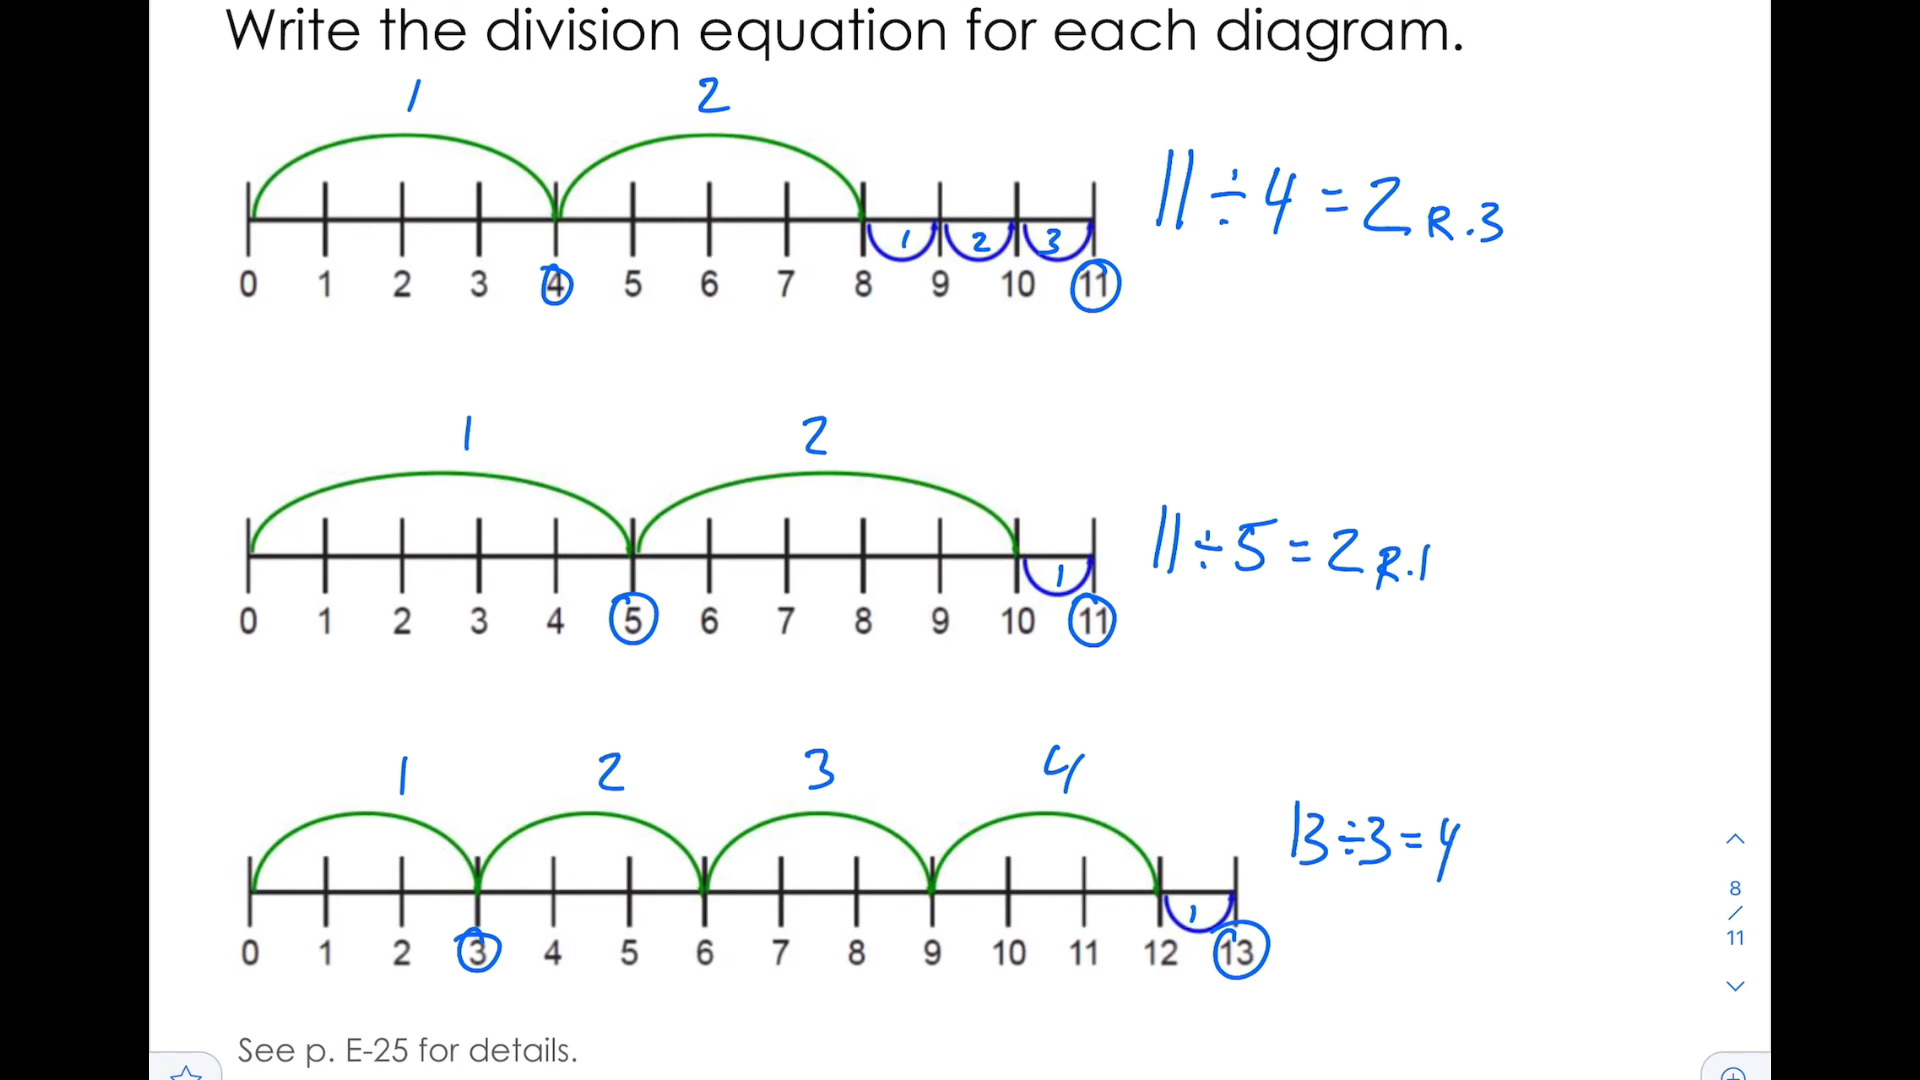 Write the division equation for each diagram.
1 2
11 ÷ 4 = 2 R.3
1 2 3
0 1 2 3 4 5 6 7 8 9 10 11
1 2
11 ÷ 5 = 2 R.1
1
0 1 2 3 4 5 6 7 8 9 10 11
1 2 3 4
13 ÷ 3 = 4
1
0 1 2 3 4 5 6 7 8 9 10 11 12 13
8
/
11
See p. E-25 for details.